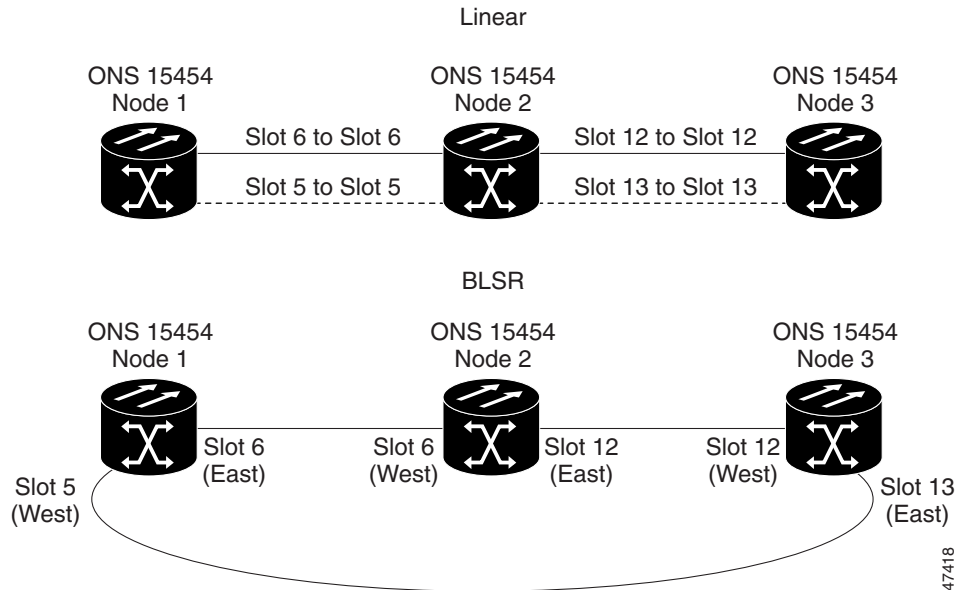 Linear
ONS 15454
Node 1
ONS 15454
Node 2
ONS 15454
Node 3
Slot 6 to Slot 6
Slot 12 to Slot 12
Slot 5 to Slot 5
Slot 13 to Slot 13
BLSR
ONS 15454
Node 1
ONS 15454
Node 2
ONS 15454
Node 3
Slot 6
(East)
Slot 6
(West)
Slot 12
(East)
Slot 12
(West)
Slot 5
(West)
Slot 13
(East)
47418